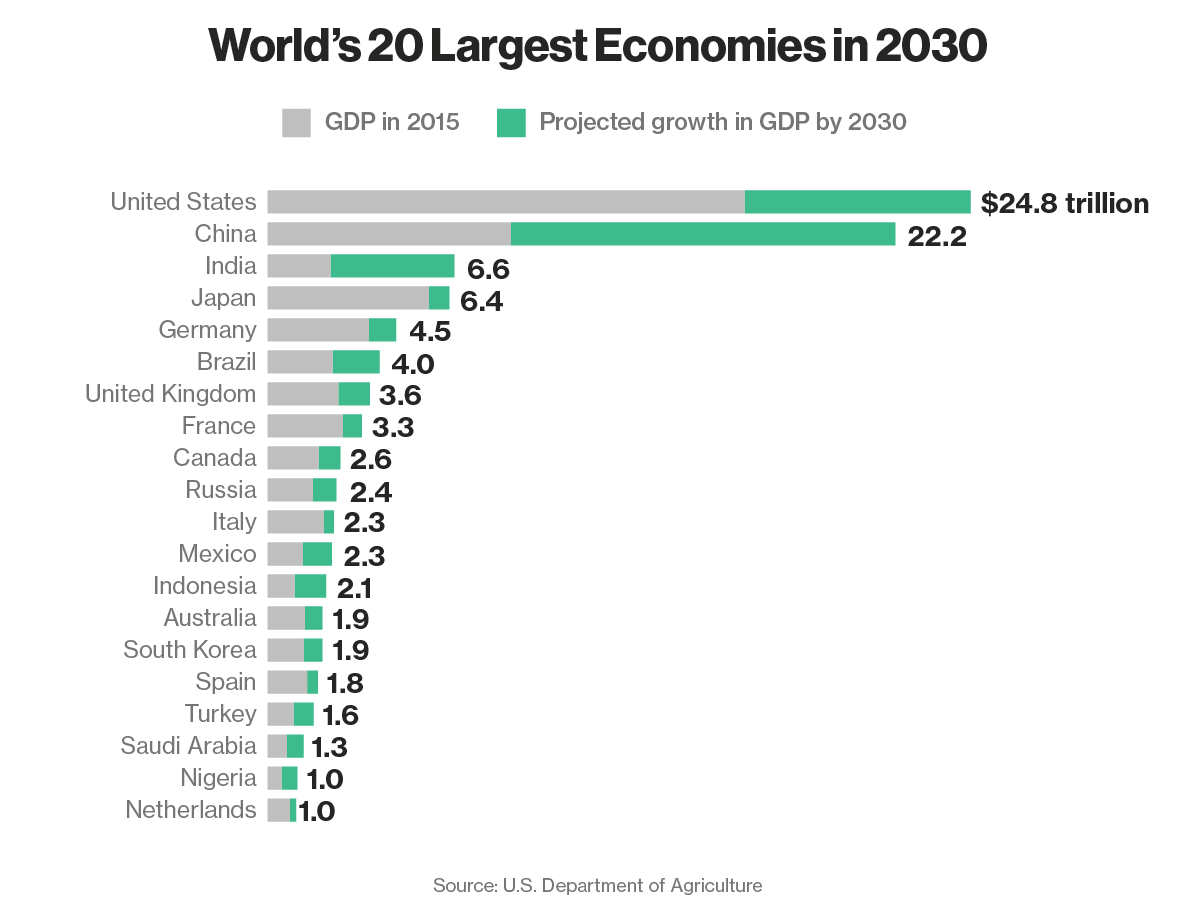 World's 20 Largest Economies in 2030
GDP in 2015 Projected growth in GDP by 2030
United States $24.8 trillion
China 22.2
India 6.6
Japan 6.4
Germany 4.5
Brazil 4.0
United Kingdom 3.6
France 3.3
Canada 2.6
Russia 2.4
Italy 2.3
Mexico 2.3
Indonesia 2.1
Australia 1.9
South Korea 1.9
Spain 1.8
Turkey 1.6
Saudi Arabia 1.3
Nigeria 1.0
Netherlands 1.0
Source: U.S. Department of Agriculture